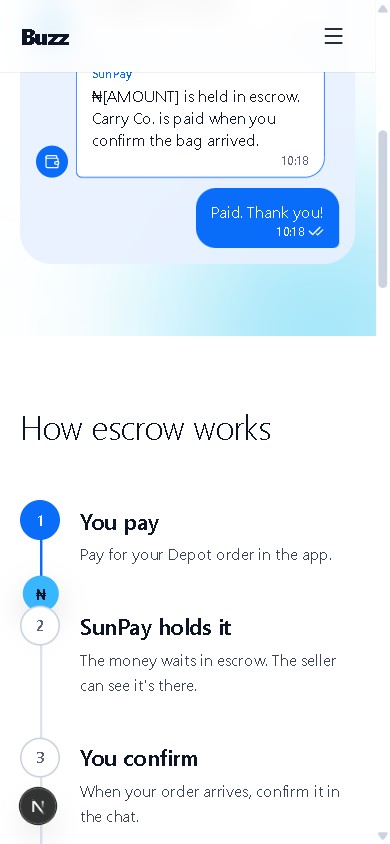 Buzz
SunPay
₦[AMOUNT] is held in escrow.
Carry Co. is paid when you
confirm the bag arrived.
10:18
Paid. Thank you!
10:18
How escrow works
1
You pay
Pay for your Depot order in the app.
₦
2
SunPay holds it
The money waits in escrow. The seller
can see it's there.
3
You confirm
When your order arrives, confirm it in
the chat.
N